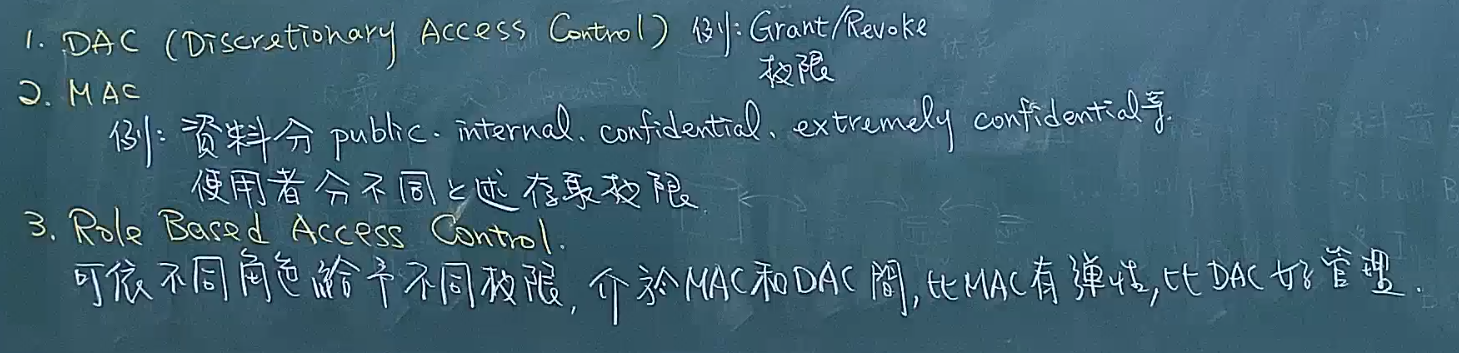 1. DAC (Discretionary Access Control) 例:Grant/Revoke
权限
2. MAC
例:資料分 public、internal、confidential、extremely confidential等.
使用者分不同上述存取权限
3. Role Based Access Control.
可依不同角色給予不同权限,介於MAC和DAC間,比MAC有彈性,比DAC好管理.